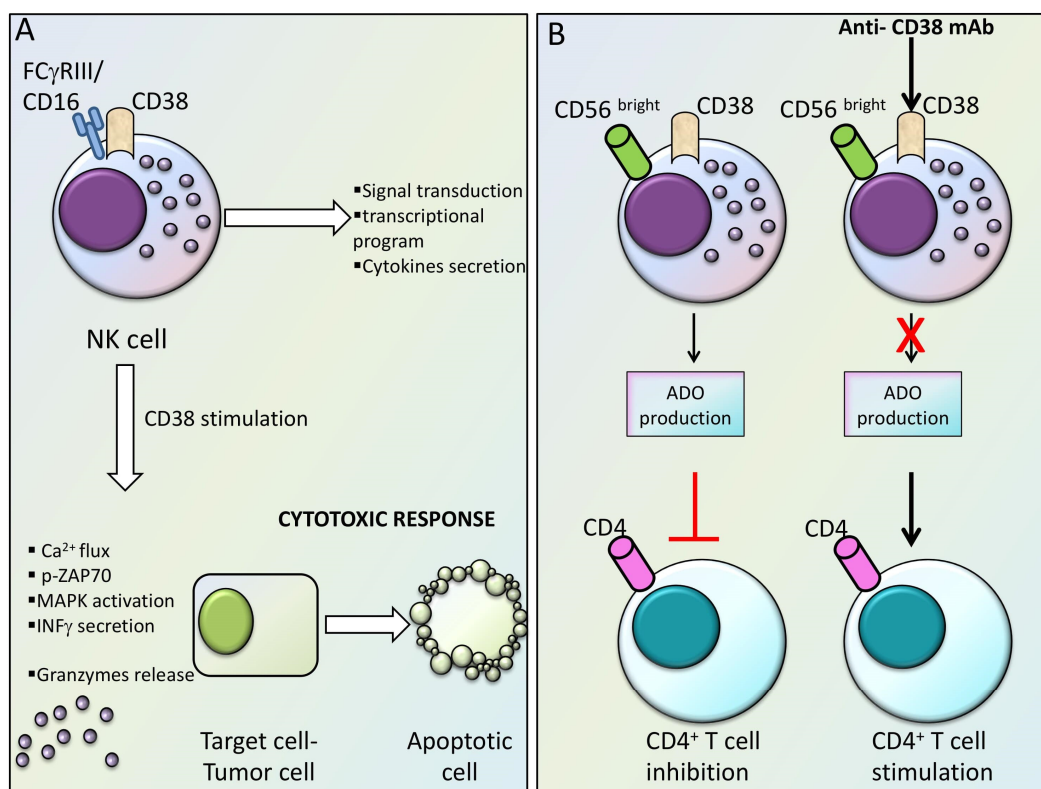 A
FCγRIII/
CD16
CD38
▪Signal transduction
▪transcriptional
program
▪Cytokines secretion
NK cell
CD38 stimulation
CYTOTOXIC RESPONSE
▪ Ca²⁺ flux
▪p-ZAP70
▪MAPK activation
▪INFγ secretion
▪Granzymes release
Target cell-
Tumor cell
Apoptotic
cell
B
Anti- CD38 mAb
CD56 bright
CD38
CD56 bright
CD38
X
ADO
production
ADO
production
CD4
CD4
CD4⁺ T cell
inhibition
CD4⁺ T cell
stimulation